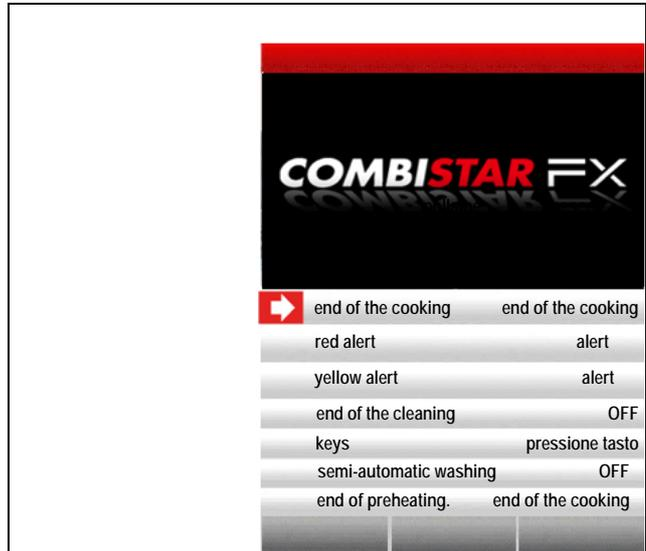 COMBISTAR FX
end of the cooking end of the cooking
red alert alert
yellow alert alert
end of the cleaning OFF
keys pressione tasto
semi-automatic washing OFF
end of preheating. end of the cooking